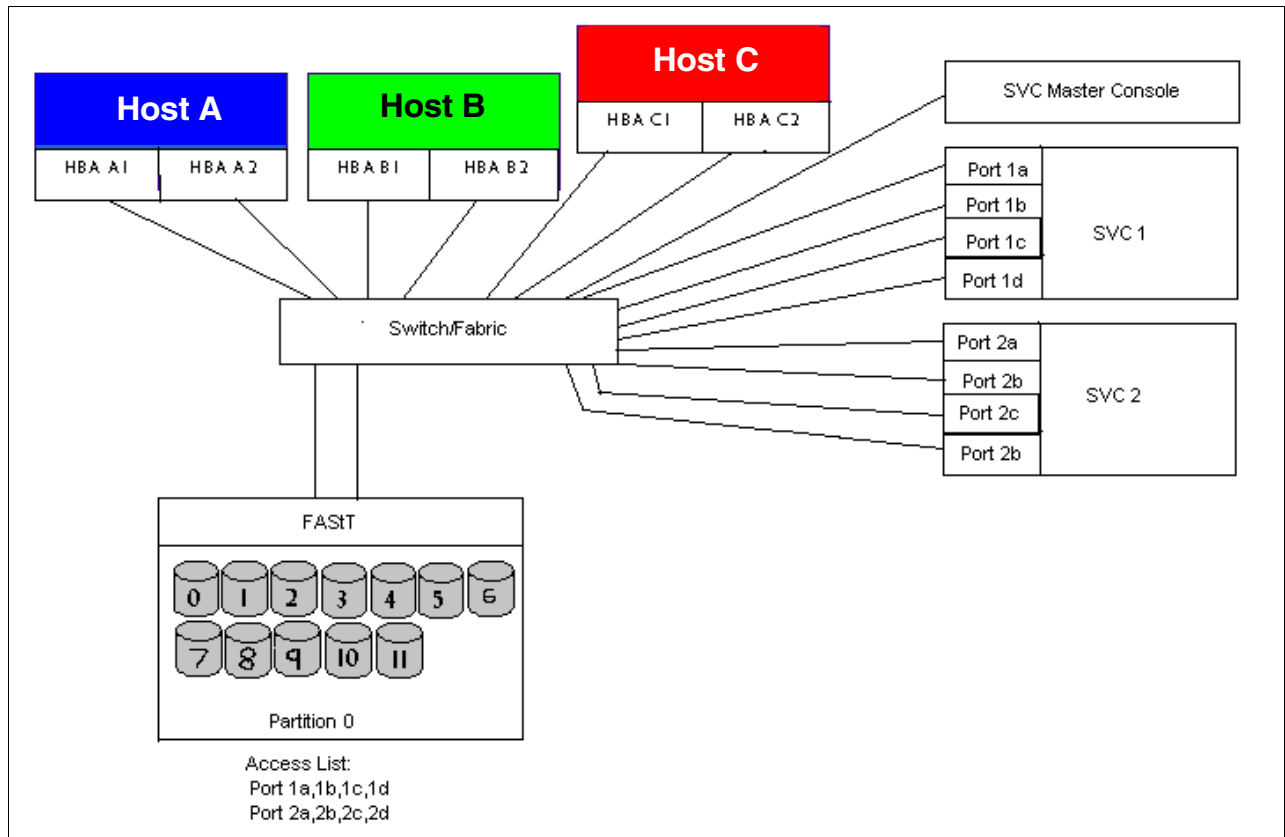 Host A
HBA A1
HBA A2
Host B
HBA B1
HBA B2
Host C
HBA C1
HBA C2
SVC Master Console
Port 1a
Port 1b
Port 1c
Port 1d
SVC 1
Switch/Fabric
Port 2a
Port 2b
Port 2c
Port 2b
SVC 2
FAStT
0 1 2 3 4 5 6
7 8 9 10 11
Partition 0
Access List:
Port 1a,1b,1c,1d
Port 2a,2b,2c,2d